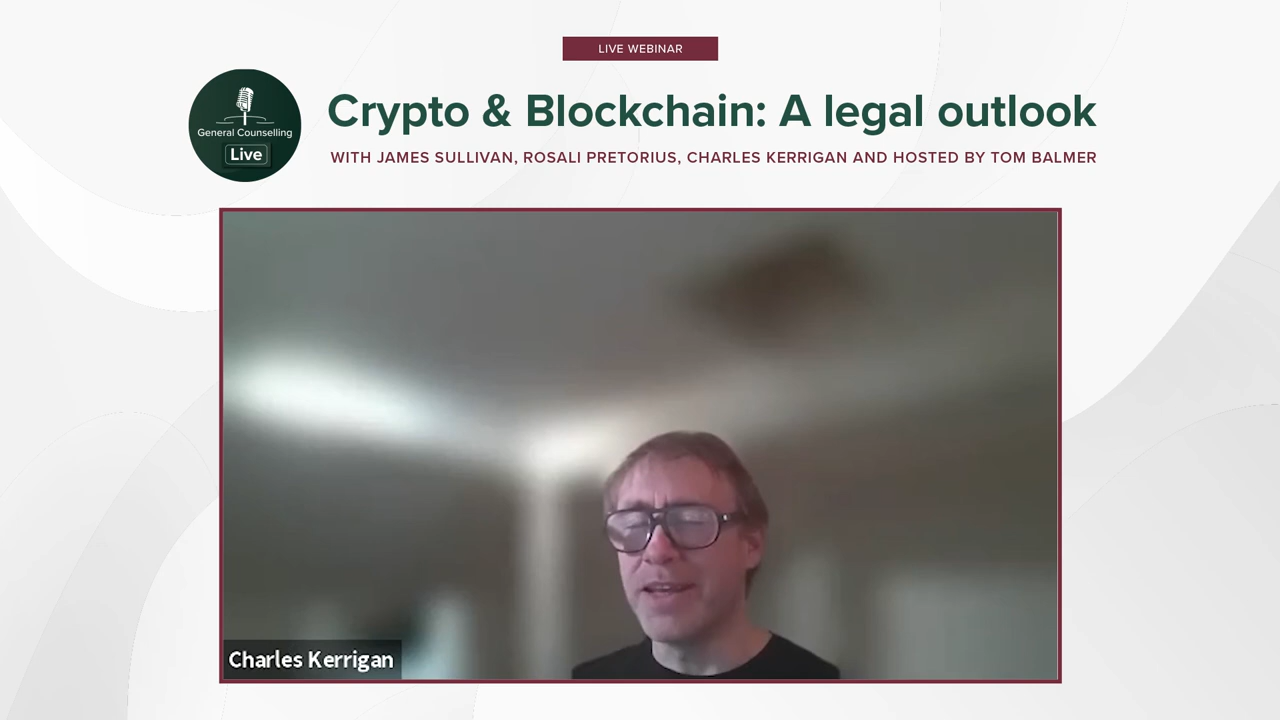 LIVE WEBINAR
General Counselling
Live
Crypto & Blockchain: A legal outlook
WITH JAMES SULLIVAN, ROSALI PRETORIUS, CHARLES KERRIGAN AND HOSTED BY TOM BALMER
Charles Kerrigan